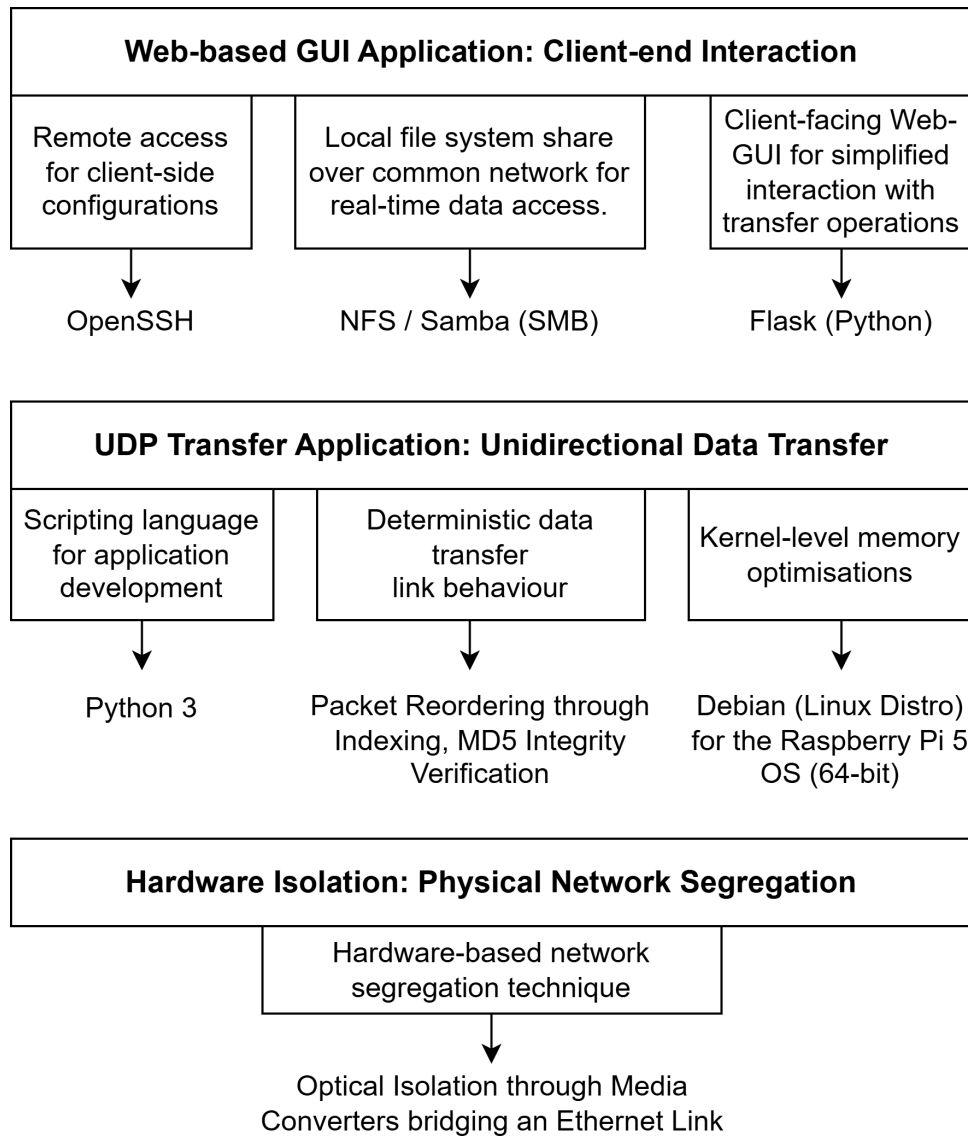 Web-based GUI Application: Client-end Interaction
Remote access
for client-side
configurations
Local file system share
over common network for
real-time data access.
Client-facing Web-
GUI for simplified
interaction with
transfer operations
OpenSSH
NFS / Samba (SMB)
Flask (Python)
UDP Transfer Application: Unidirectional Data Transfer
Scripting language
for application
development
Deterministic data
transfer
link behaviour
Kernel-level memory
optimisations
Python 3
Packet Reordering through
Indexing, MD5 Integrity
Verification
Debian (Linux Distro)
for the Raspberry Pi 5
OS (64-bit)
Hardware Isolation: Physical Network Segregation
Hardware-based network
segregation technique
Optical Isolation through Media
Converters bridging an Ethernet Link